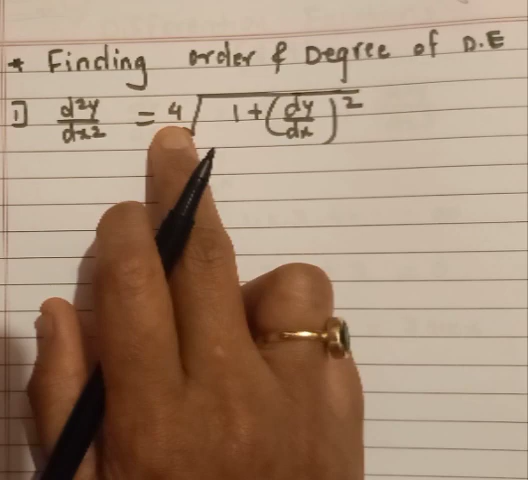 * Finding order & Degree of D.E
1] d²y/dx² = ⁴√(1+(dy/dx)²)